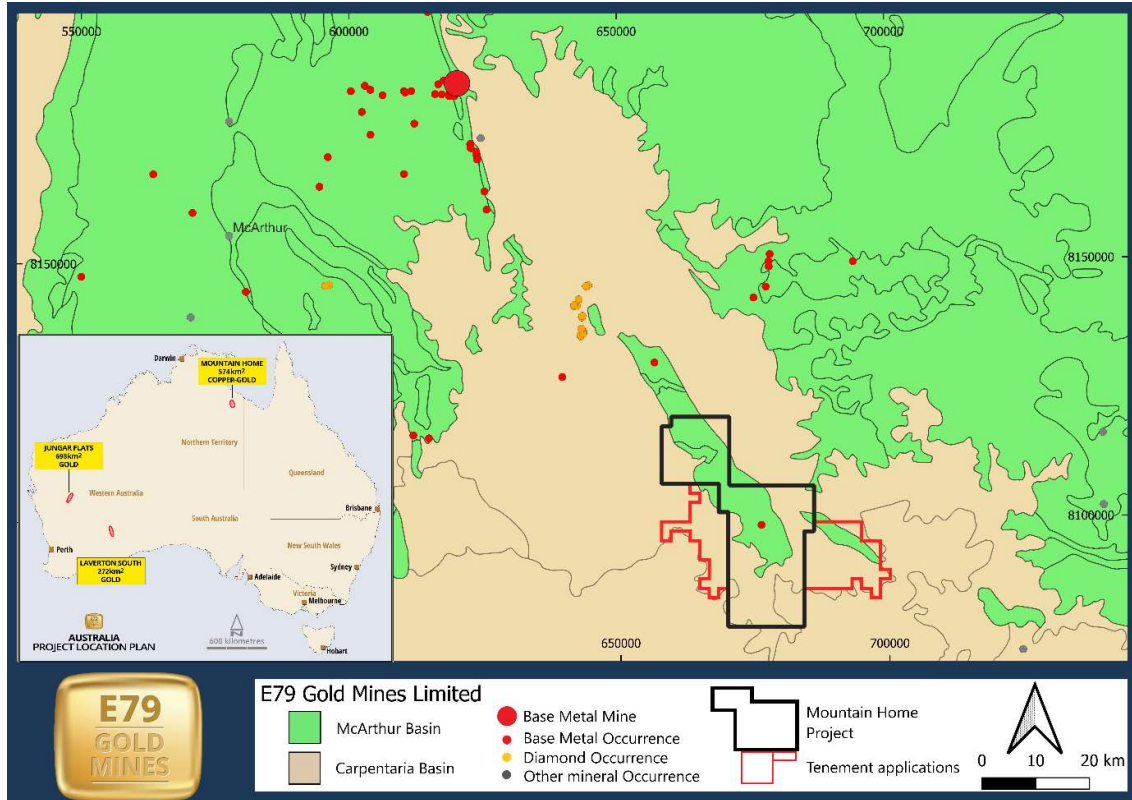 550000
600000
650000
700000
McArthur
8150000
8150000
8100000
650000
700000
Darwin
MOUNTAIN HOME
574km²
COPPER-GOLD
Northern Territory
JUNGAR FLATS
698km²
GOLD
Queensland
Western Australia
Brisbane
South Australia
New South Wales
Perth
Sydney
LAVERTON SOUTH
272km²
GOLD
Adelaide
Victoria
Melbourne
AUSTRALIA
PROJECT LOCATION PLAN
600 kilometres
Hobart
E79
GOLD
MINES
E79 Gold Mines Limited
McArthur Basin
Carpentaria Basin
Base Metal Mine
Base Metal Occurrence
Diamond Occurrence
Other mineral Occurrence
Mountain Home
Project
Tenement applications
0 10 20 km